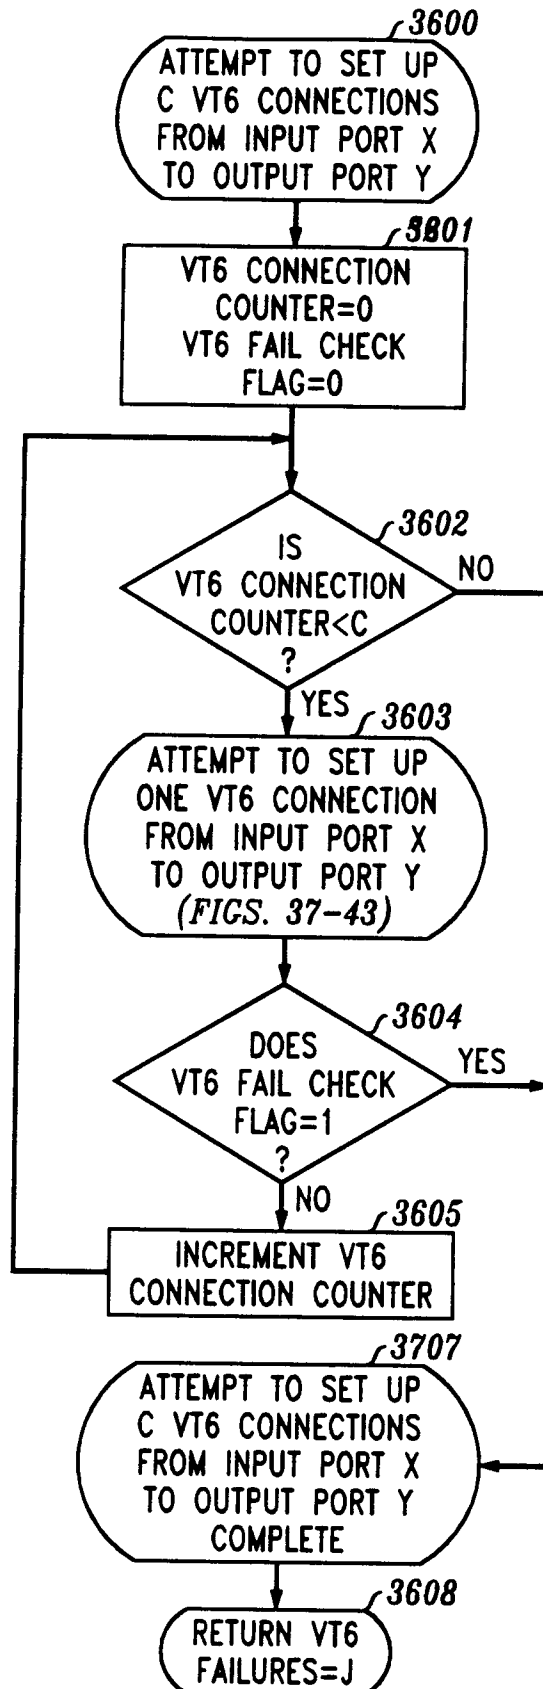 3600
ATTEMPT TO SET UP
C VT6 CONNECTIONS
FROM INPUT PORT X
TO OUTPUT PORT Y
3601
VT6 CONNECTION
COUNTER=0
VT6 FAIL CHECK
FLAG=0
3602
IS
VT6 CONNECTION
COUNTER<C
?
NO
YES
3603
ATTEMPT TO SET UP
ONE VT6 CONNECTION
FROM INPUT PORT X
TO OUTPUT PORT Y
(FIGS. 37-43)
3604
DOES
VT6 FAIL CHECK
FLAG=1
?
YES
NO
3605
INCREMENT VT6
CONNECTION COUNTER
3707
ATTEMPT TO SET UP
C VT6 CONNECTIONS
FROM INPUT PORT X
TO OUTPUT PORT Y
COMPLETE
3608
RETURN VT6
FAILURES=J